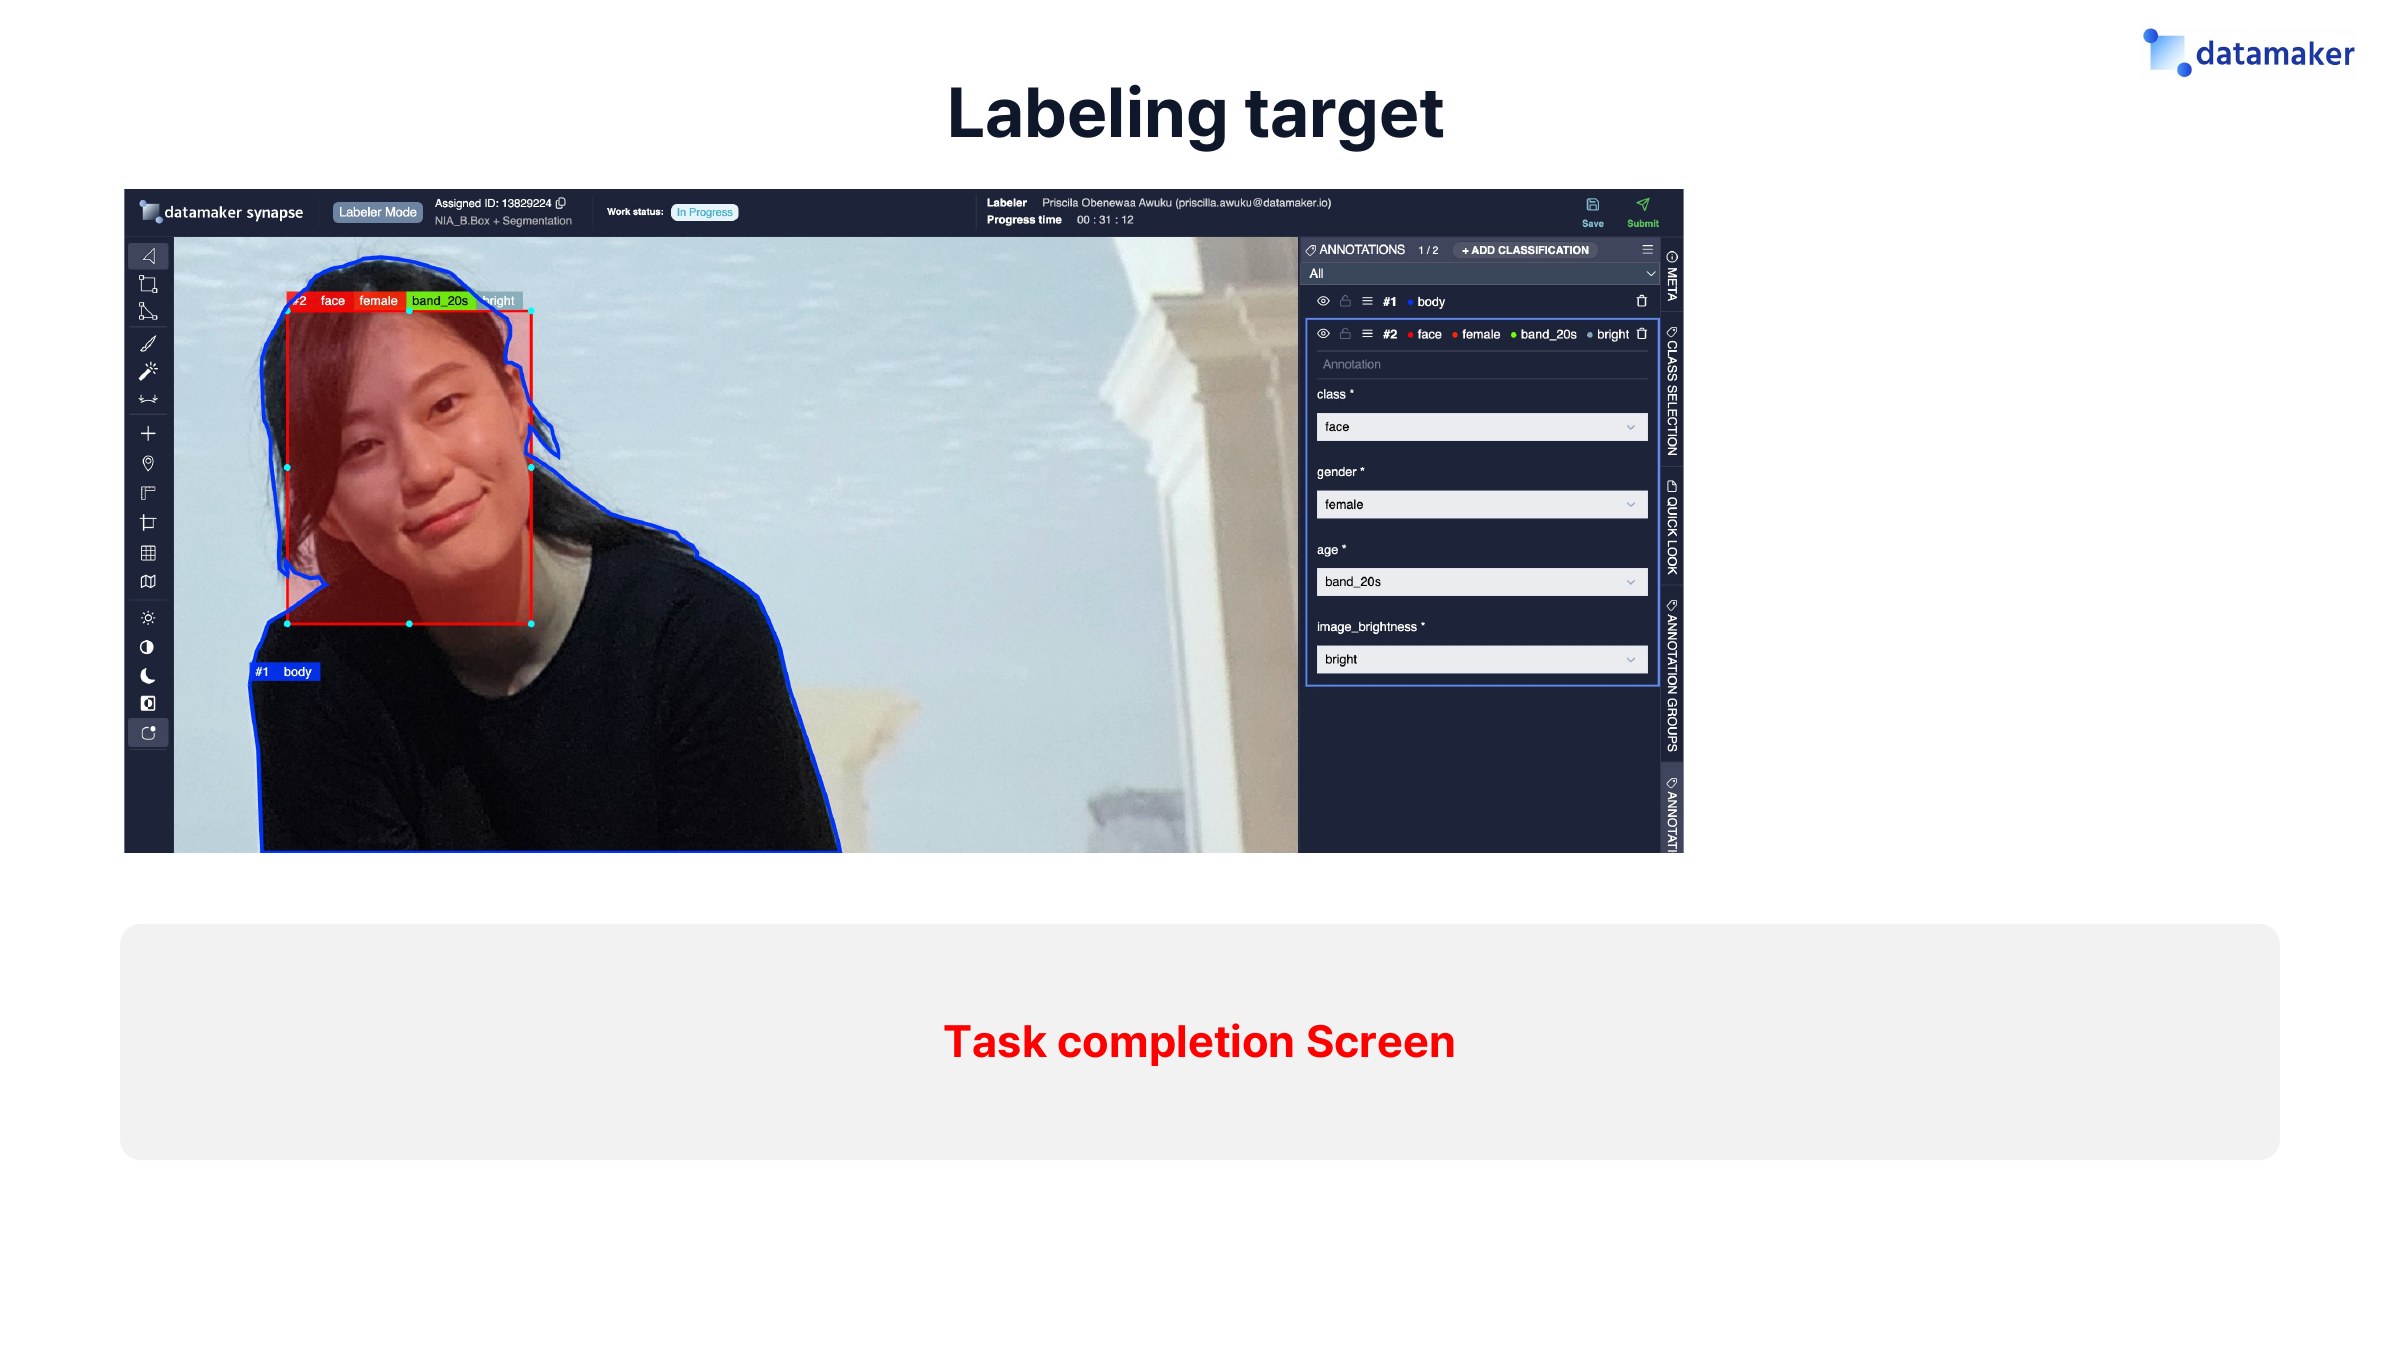 datamaker
Labeling target
datamaker synapse
Labeler Mode
Assigned ID: 13829224
NIA_B.Box + Segmentation
Work status: In Progress
Labeler Priscila Obenewaa Awuku (priscilla.awuku@datamaker.io)
Progress time 00 : 31 : 12
Save
Submit
#2 face female band_20s bright
#1 body
ANNOTATIONS 1 / 2 + ADD CLASSIFICATION
All
#1 body
#2 face female band_20s bright
Annotation
class *
face
gender *
female
age *
band_20s
image_brightness *
bright
META
CLASS SELECTION
QUICK LOOK
ANNOTATION GROUPS
ANNOTATI
Task completion Screen